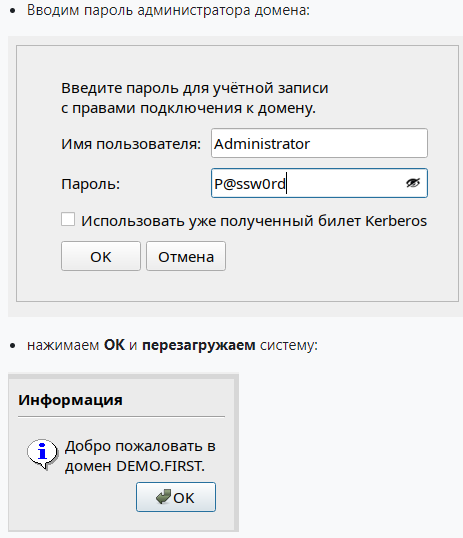 Вводим пароль администратора домена:
Введите пароль для учётной записи
с правами подключения к домену.
Имя пользователя: Administrator
Пароль: P@ssw0rd
Использовать уже полученный билет Kerberos
OK Отмена
нажимаем OK и перезагружаем систему:
Информация
Добро пожаловать в
домен DEMO.FIRST.
OK